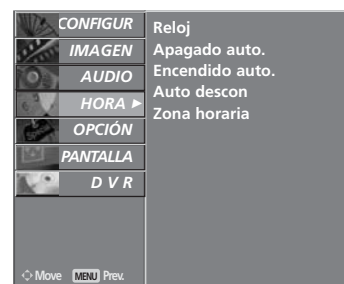 CONFIGUR
IMAGEN
AUDIO
HORA ►
OPCIÓN
PANTALLA
D V R
Reloj
Apagado auto.
Encendido auto.
Auto descon
Zona horaria
Move MENU Prev.